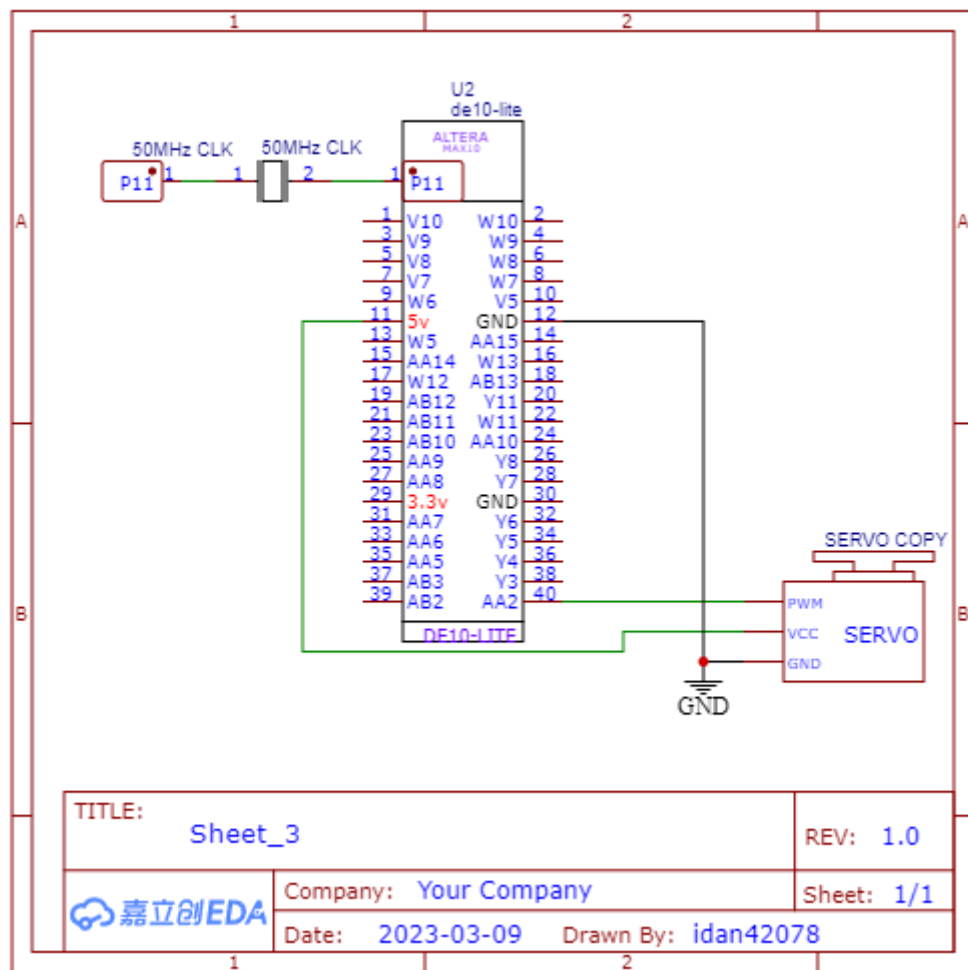 1 2
U2
de10-lite
ALTERA
MAX10
50MHz CLK 50MHz CLK
P11 1 1 2 1 P11
A A
1 V10 W10 2
3 V9 W9 4
5 V8 W8 6
7 V7 W7 8
9 W6 V5 10
11 5v GND 12
13 W5 AA15 14
15 AA14 W13 16
17 W12 AB13 18
19 AB12 Y11 20
21 AB11 W11 22
23 AB10 AA10 24
25 AA9 Y8 26
27 AA8 Y7 28
29 3.3v GND 30
31 AA7 Y6 32
33 AA6 Y5 34
35 AA5 Y4 36
37 AB3 Y3 38
39 AB2 AA2 40
DE10-LITE
SERVO COPY
B B
PWM
VCC SERVO
GND
GND
TITLE:
Sheet_3
REV: 1.0
嘉立创EDA
Company: Your Company
Sheet: 1/1
Date: 2023-03-09 Drawn By: idan42078
1 2